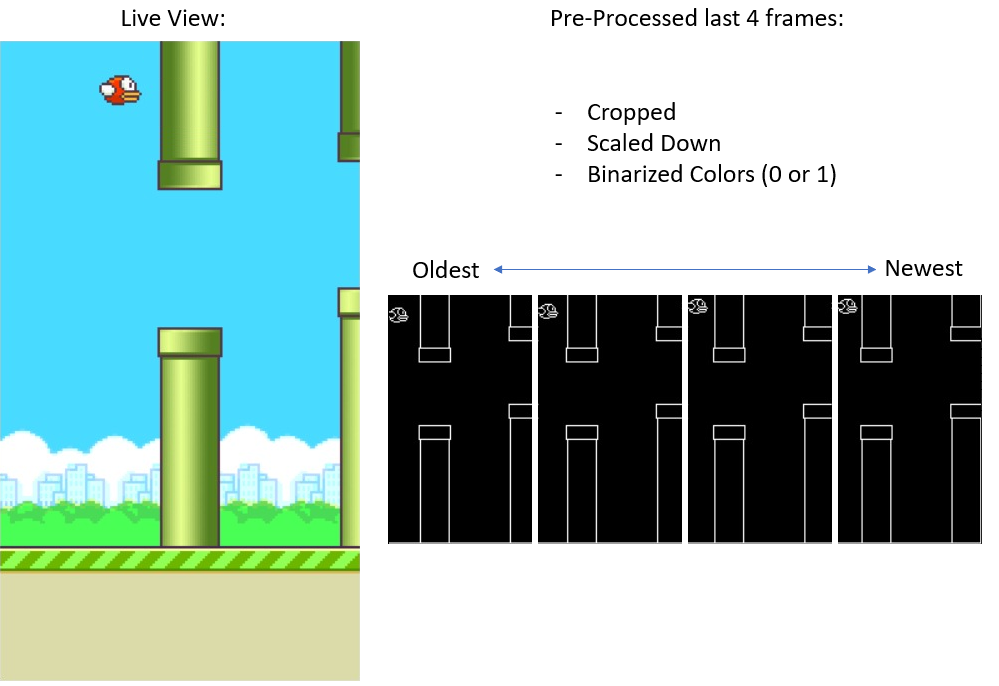 Live View:
Pre-Processed last 4 frames:
- Cropped
- Scaled Down
- Binarized Colors (0 or 1)
Oldest
Newest